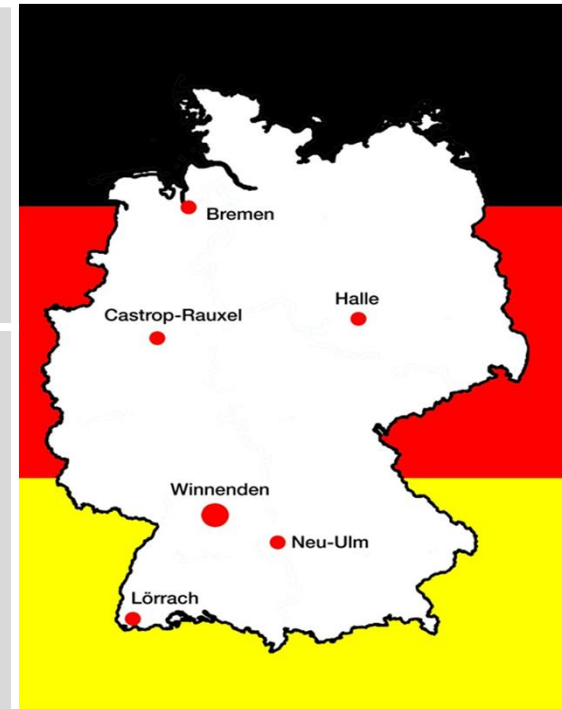 Bremen
Halle
Castrop-Rauxel
Winnenden
Neu-Ulm
Lörrach